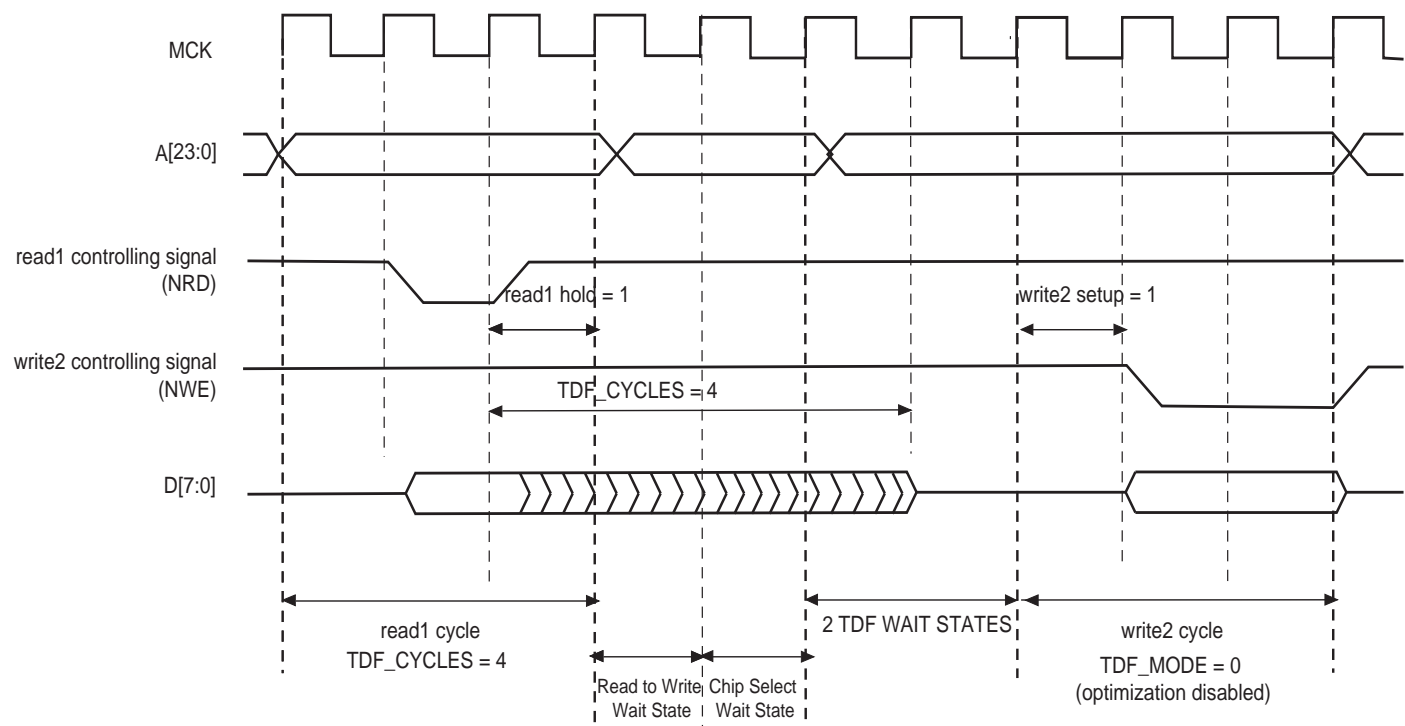 MCK
A[23:0]
read1 controlling signal
(NRD)
read1 hold = 1
write2 setup = 1
write2 controlling signal
(NWE)
TDF_CYCLES = 4
D[7:0]
read1 cycle
TDF_CYCLES = 4
2 TDF WAIT STATES
write2 cycle
TDF_MODE = 0
(optimization disabled)
Read to Write
Wait State
Chip Select
Wait State